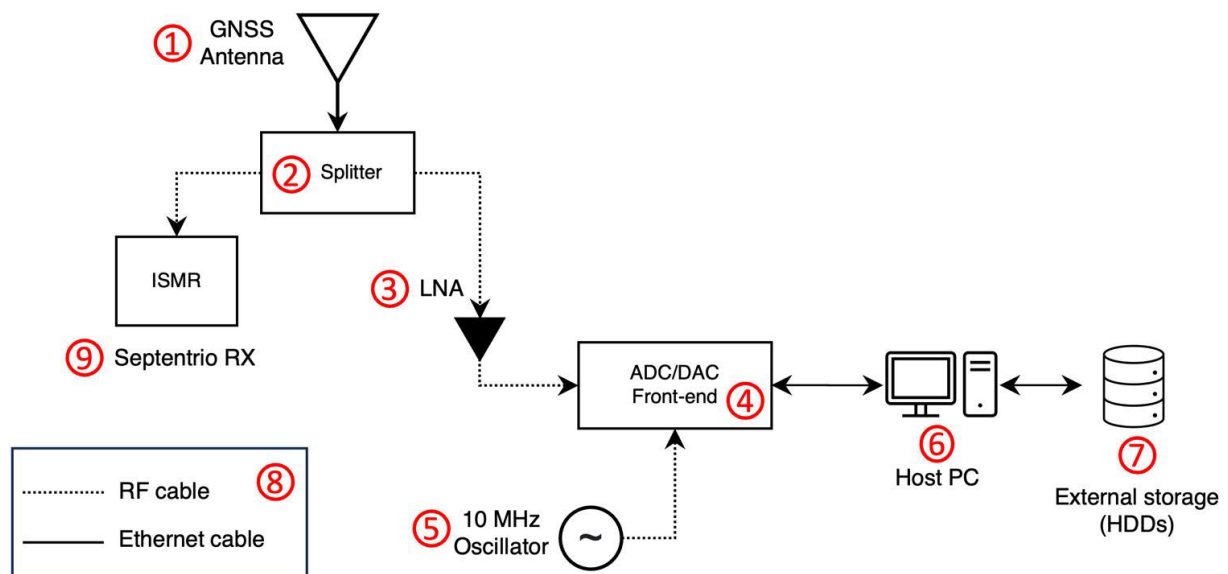 ① GNSS
Antenna
② Splitter
ISMR
③ LNA
⑨ Septentrio RX
ADC/DAC
Front-end ④
⑥
Host PC
⑦
External storage
(HDDs)
⑧
RF cable
Ethernet cable
⑤ 10 MHz
Oscillator
~